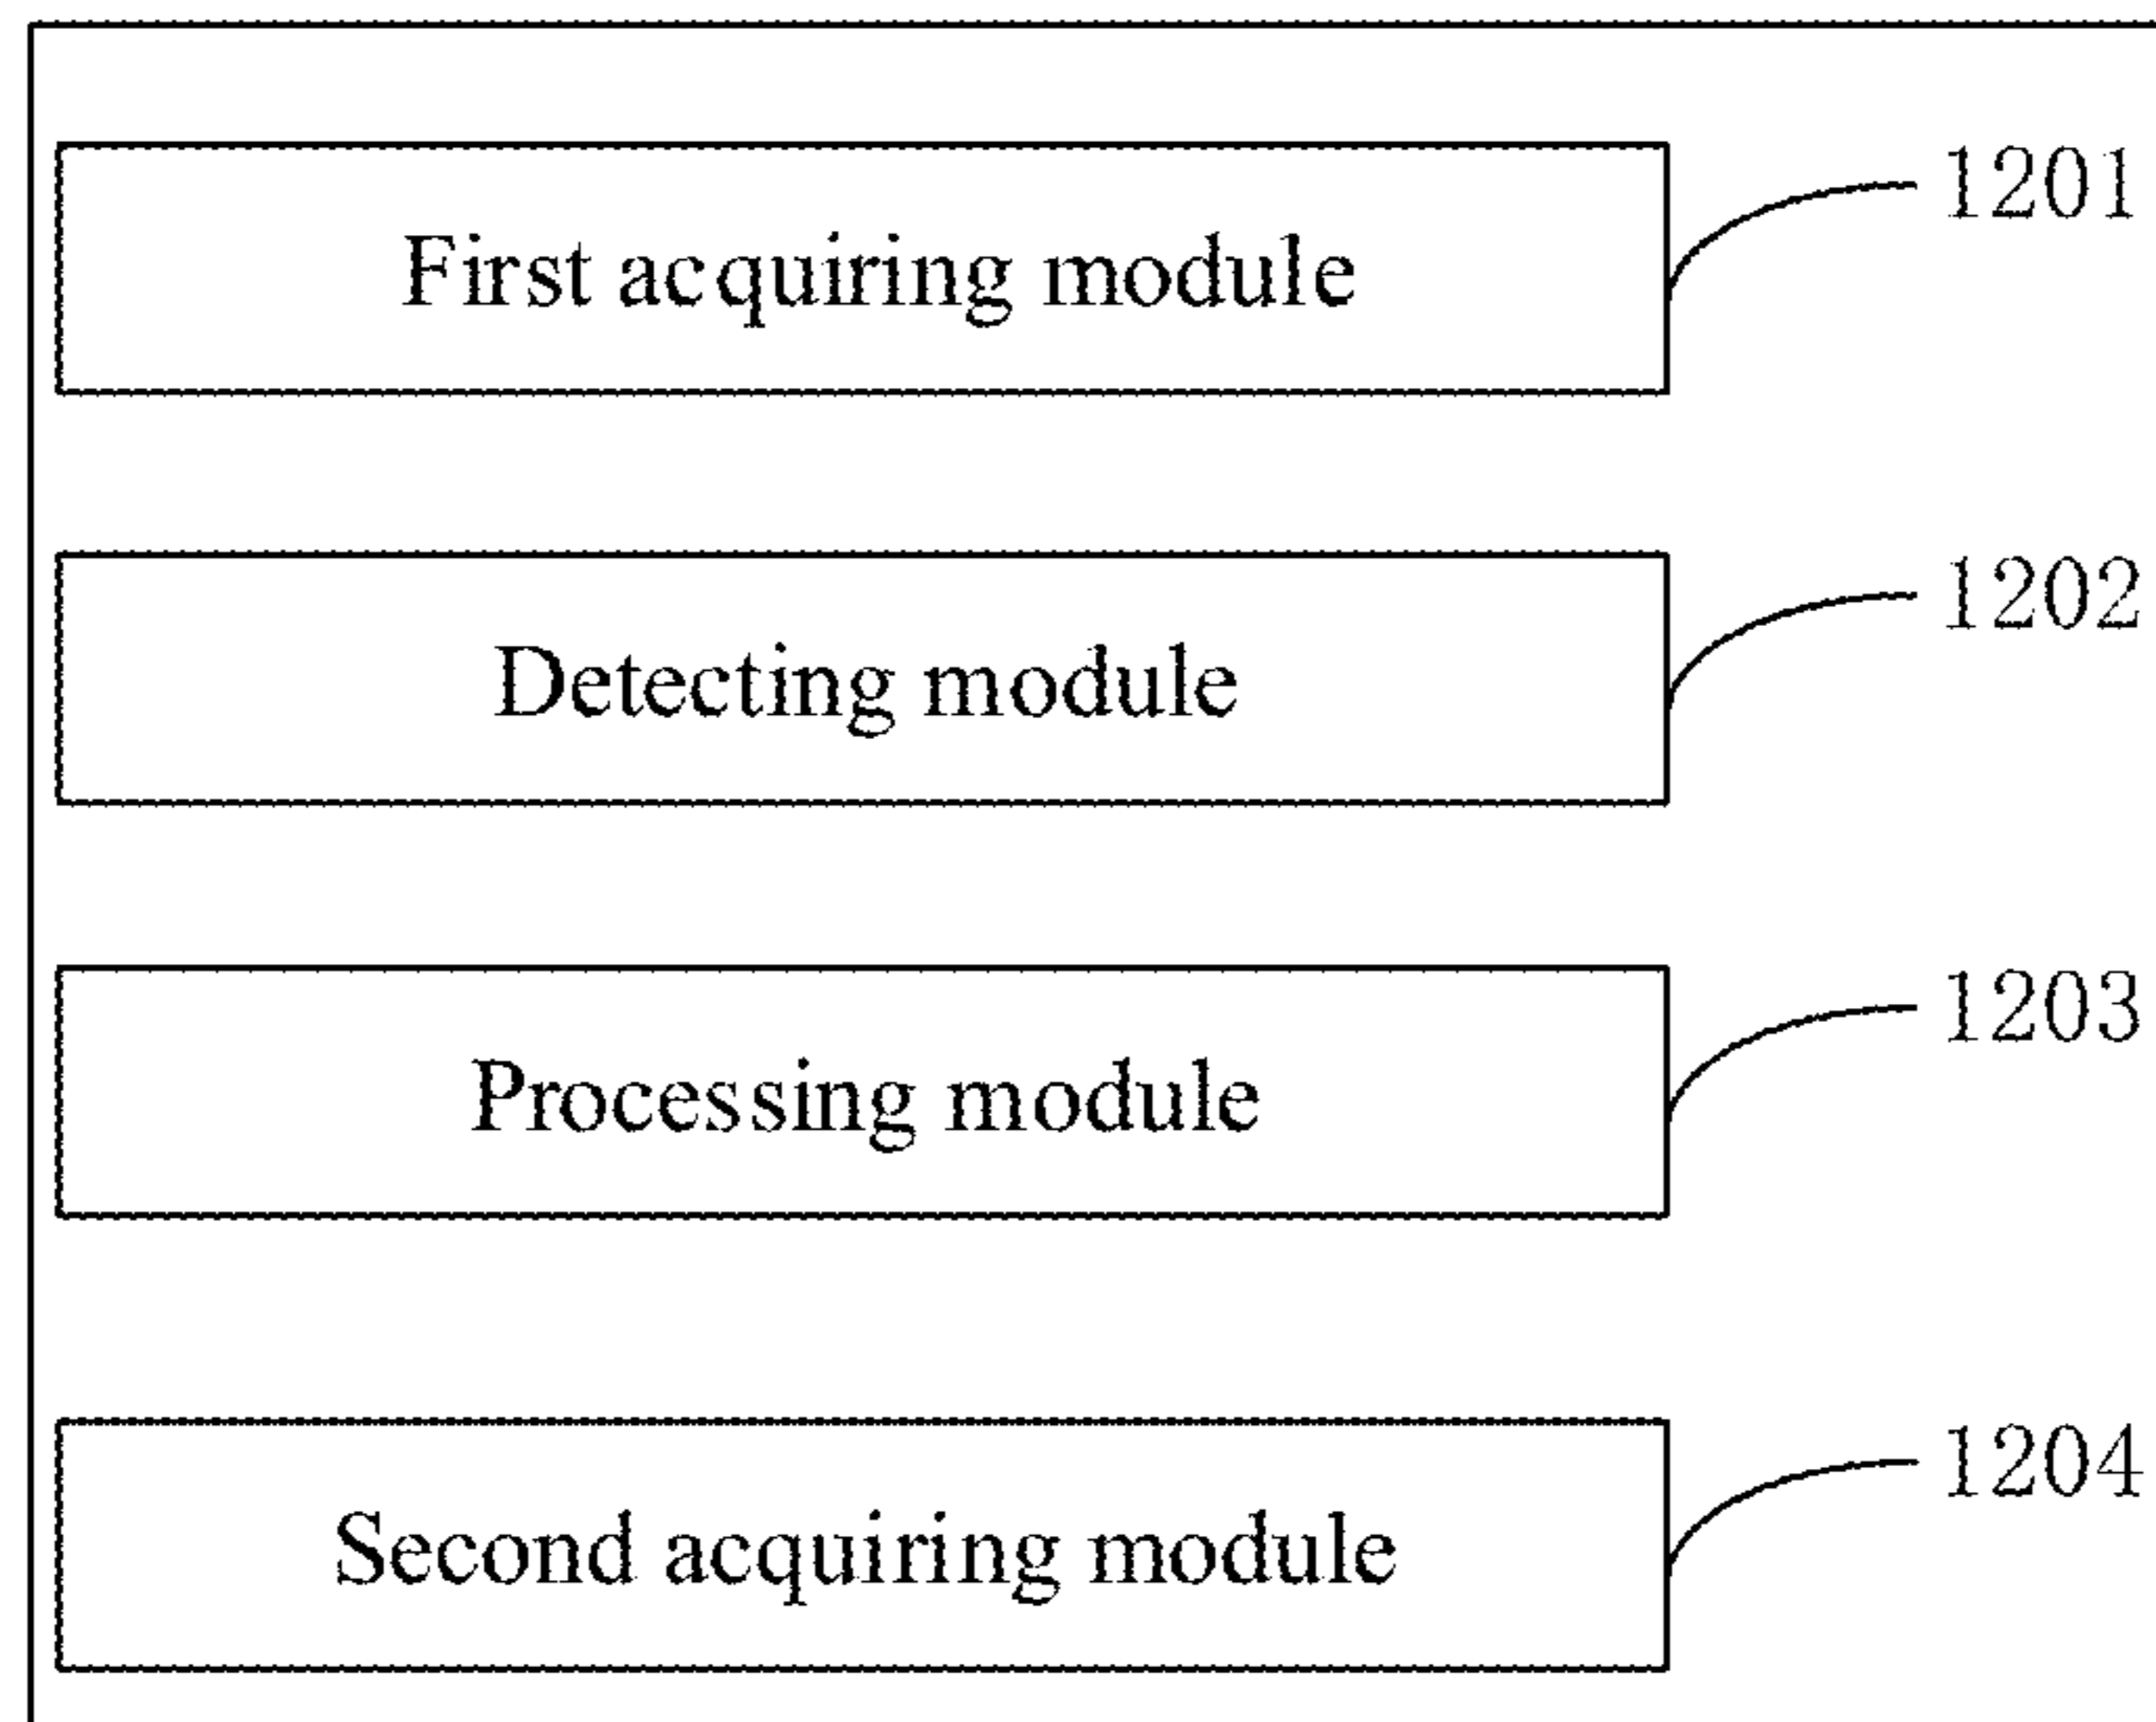 First acquiring module
1201
Detecting module
1202
Processing module
1203
Second acquiring module
1204